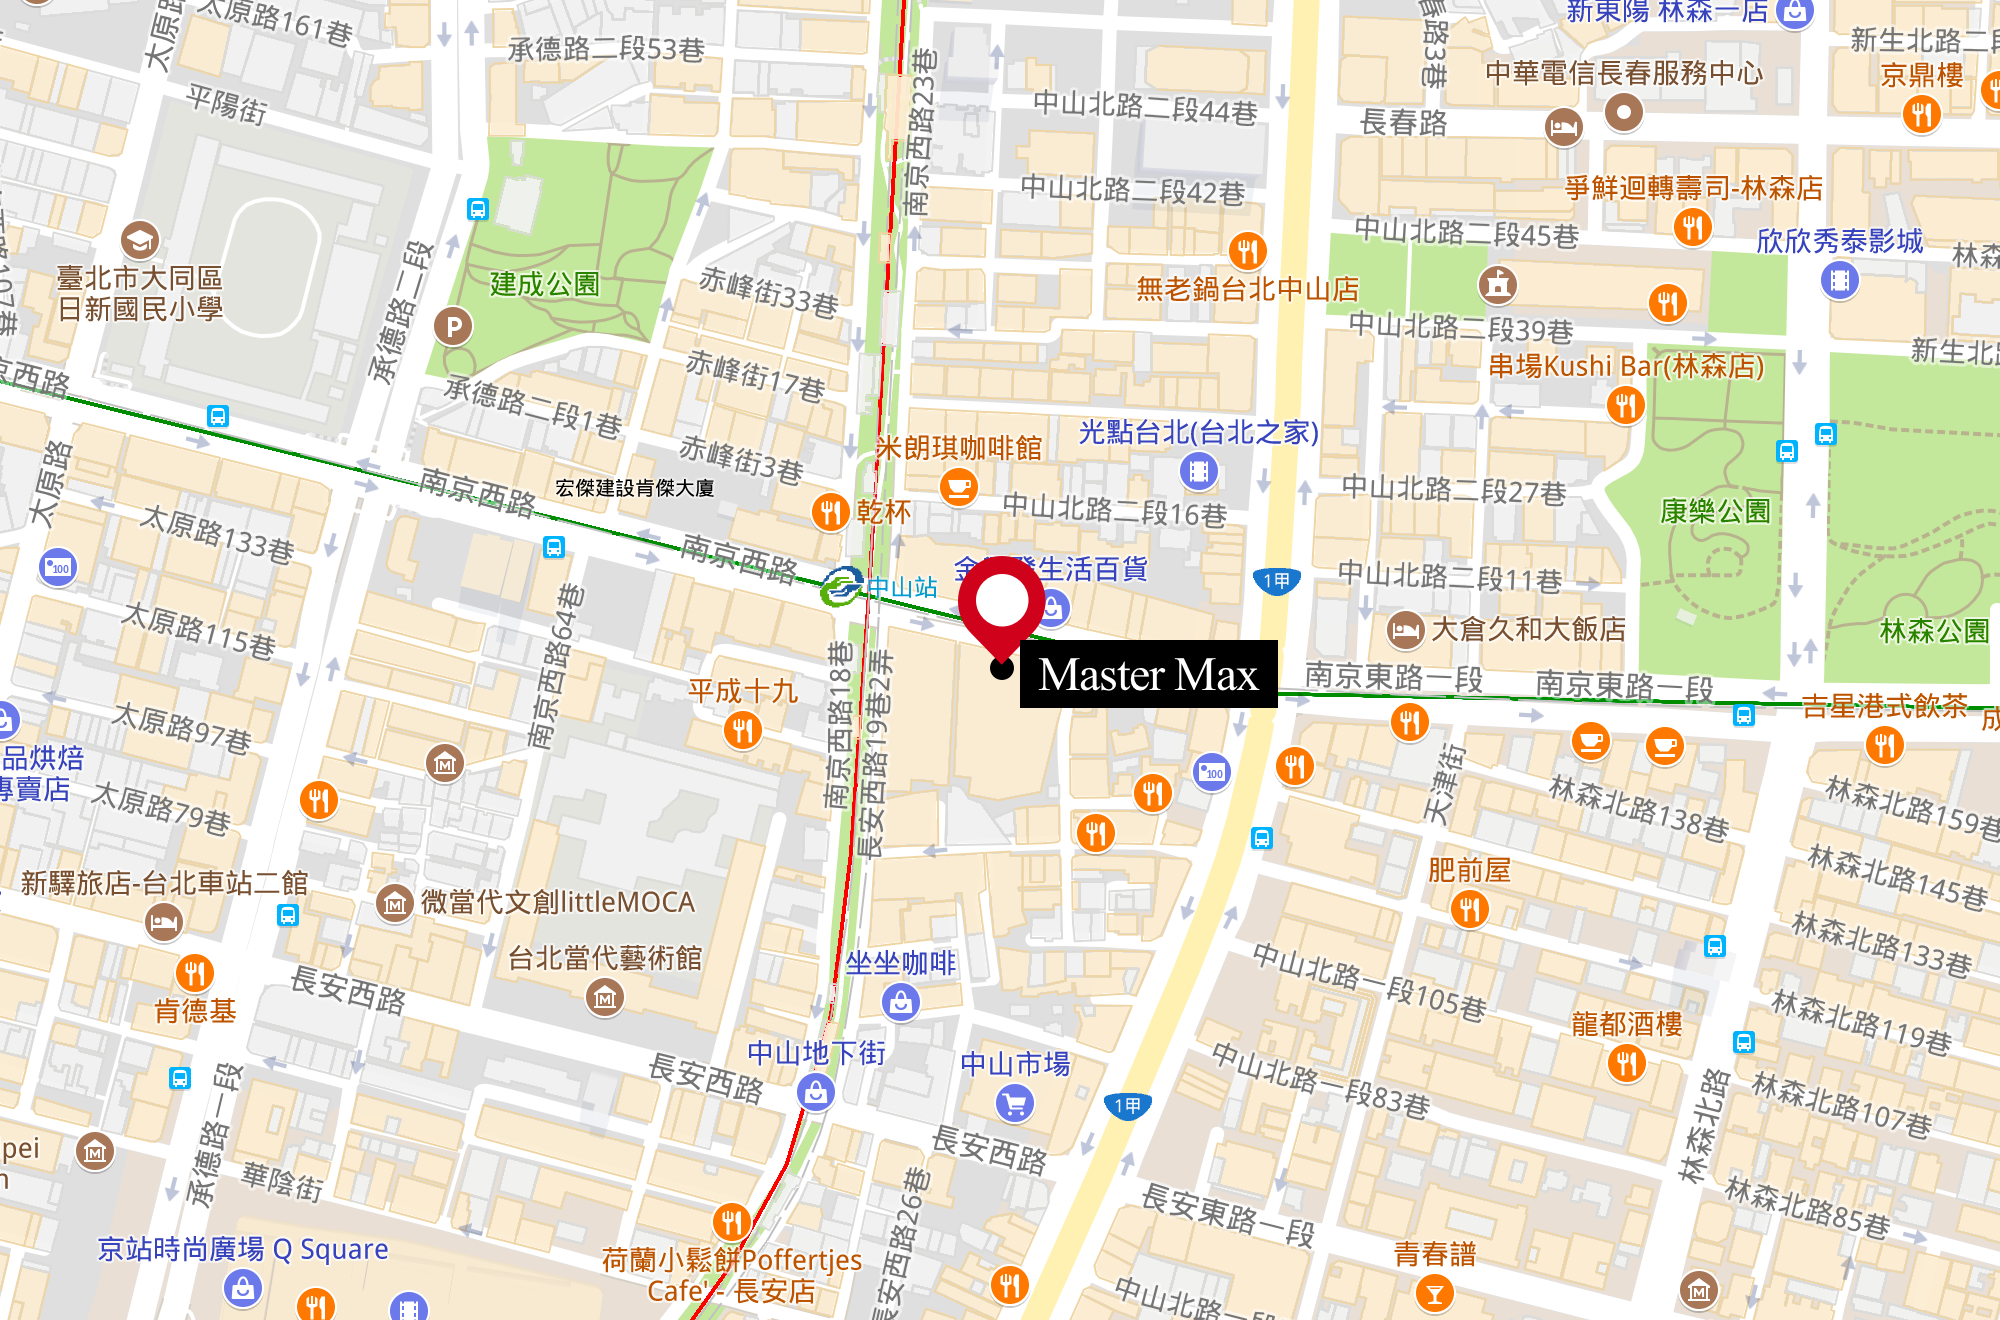 太原路161巷
承德路二段53巷
新東陽 林森一店
中華電信長春服務中心
京鼎樓
平陽街
南京西路23巷
中山北路二段44巷
長春路
中山北路二段42巷
爭鮮迴轉壽司-林森店
中山北路二段45巷
欣欣秀泰影城
臺北市大同區
日新國民小學
承德路二段
建成公園
赤峰街33巷
無老鍋台北中山店
中山北路二段39巷
赤峰街17巷
串場Kushi Bar(林森店)
承德路二段1巷
米朗琪咖啡館
光點台北(台北之家)
赤峰街3巷
太原路
南京西路
宏傑建設肯傑大廈
乾杯
中山北路二段16巷
中山北路二段27巷
康樂公園
太原路133巷
南京西路
中山站
1甲
中山北路二段11巷
大倉久和大飯店
林森公園
太原路115巷
南京西路64巷
南京西路18巷
長安西路19巷2弄
Master Max
南京東路一段
南京東路一段
平成十九
吉星港式飲茶
太原路97巷
天津街
太原路79巷
林森北路138巷
林森北路159巷
肥前屋
林森北路145巷
新驛旅店-台北車站二館
微當代文創littleMOCA
台北當代藝術館
林森北路133巷
坐坐咖啡
中山北路一段105巷
肯德基
長安西路
林森北路119巷
龍都酒樓
中山地下街
中山市場
長安西路
中山北路一段83巷
1甲
林森北路
林森北路107巷
承德路一段
華陰街
長安西路
長安西路26巷
長安東路一段
林森北路85巷
京站時尚廣場 Q Square
荷蘭小鬆餅Poffertjes
Cafe' - 長安店
青春譜